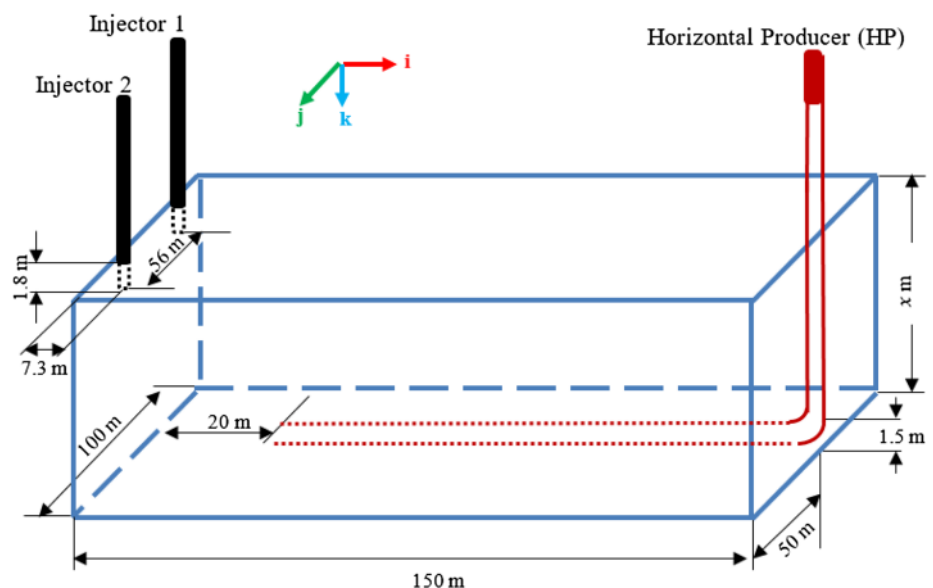 Injector 1
Horizontal Producer (HP)
Injector 2
i
j
k
56 m
1.8 m
x m
7.3 m
20 m
100 m
1.5 m
50 m
150 m